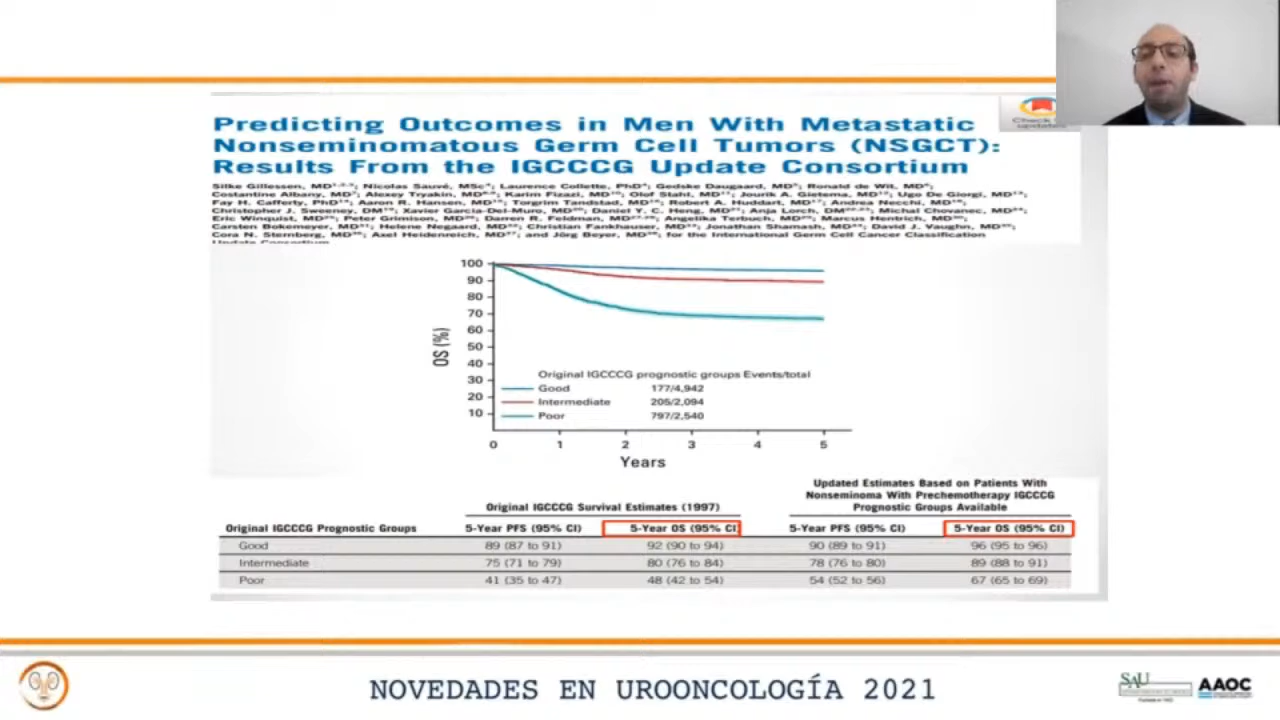 Check
updates
Predicting Outcomes in Men With Metastatic
Nonseminomatous Germ Cell Tumors (NSGCT):
Results From the IGCCCG Update Consortium
Silke Gillessen, MD; Nicolas Sauvé, MSc; Laurence Collette, PhD; Gedske Daugaard, MD; Ronald de Wit, MD;
Costantine Albany, MD; Alexey Tryakin, MD; Karim Fizazi, MD; Olof Stahl, MD; Jourik A. Gietema, MD; Ugo De Giorgi, MD;
Fay H. Cafferty, PhD; Aaron R. Hansen, MD; Torgrim Tandstad, MD; Robert A. Huddart, MD; Andrea Necchi, MD;
Christopher J. Sweeney, DM; Xavier Garcia-Del-Muro, MD; Daniel Y. C. Heng, MD; Anja Lorch, DM; Michal Chovanec, MD;
Eric Winquist, MD; Peter Grimison, MD; Darren R. Feldman, MD; Angelika Terbuch, MD; Marcus Hentrich, MD;
Carsten Bokemeyer, MD; Helene Negaard, MD; Christian Fankhauser, MD; Jonathan Shamash, MD; David J. Vaughn, MD;
Cora N. Sternberg, MD; Axel Heidenreich, MD; and Jörg Beyer, MD; for the International Germ Cell Cancer Classification
Update Consortium
OS (%)
100
90
80
70
60
50
40
30
20
10
Original IGCCCG prognostic groups Events/total
Good 177/4,942
Intermediate 205/2,094
Poor 797/2,540
0 1 2 3 4 5
Years
Updated Estimates Based on Patients With
Nonseminoma With Prechemotherapy IGCCCG
Original IGCCCG Survival Estimates (1997) Prognostic Groups Available
Original IGCCCG Prognostic Groups 5-Year PFS (95% CI) 5-Year OS (95% CI) 5-Year PFS (95% CI) 5-Year OS (95% CI)
Good 89 (87 to 91) 92 (90 to 94) 90 (89 to 91) 96 (95 to 96)
Intermediate 75 (71 to 79) 80 (76 to 84) 78 (76 to 80) 89 (88 to 91)
Poor 41 (35 to 47) 48 (42 to 54) 54 (52 to 56) 67 (65 to 69)
NOVEDADES EN UROONCOLOGÍA 2021
SAU
AAOC